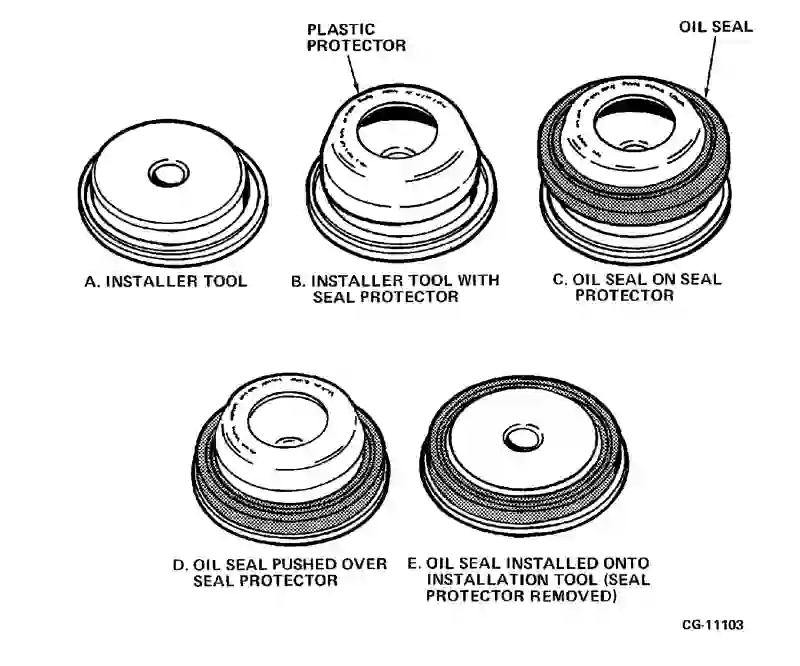 PLASTIC
PROTECTOR
OIL SEAL
A. INSTALLER TOOL
B. INSTALLER TOOL WITH
SEAL PROTECTOR
C. OIL SEAL ON SEAL
PROTECTOR
D. OIL SEAL PUSHED OVER
SEAL PROTECTOR
E. OIL SEAL INSTALLED ONTO
INSTALLATION TOOL (SEAL
PROTECTOR REMOVED)
CG-11103